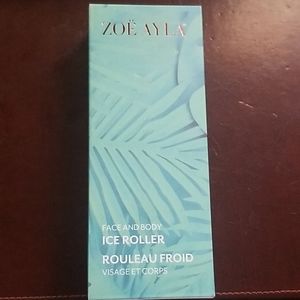 ZOË AYLA
FACE AND BODY
ICE ROLLER
ROULEAU FROID
VISAGE ET CORPS